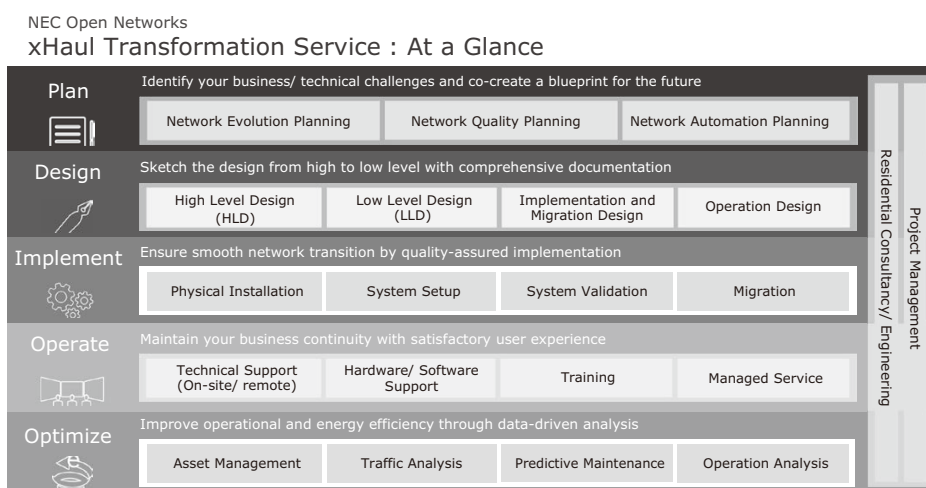 NEC Open Networks
xHaul Transformation Service : At a Glance
Plan
Identify your business/ technical challenges and co-create a blueprint for the future
Network Evolution Planning
Network Quality Planning
Network Automation Planning
Design
Sketch the design from high to low level with comprehensive documentation
High Level Design
(HLD)
Low Level Design
(LLD)
Implementation and
Migration Design
Operation Design
Implement
Ensure smooth network transition by quality-assured implementation
Physical Installation
System Setup
System Validation
Migration
Operate
Maintain your business continuity with satisfactory user experience
Technical Support
(On-site/ remote)
Hardware/ Software
Support
Training
Managed Service
Optimize
Improve operational and energy efficiency through data-driven analysis
Asset Management
Traffic Analysis
Predictive Maintenance
Operation Analysis
Residential Consultancy/ Engineering
Project Management